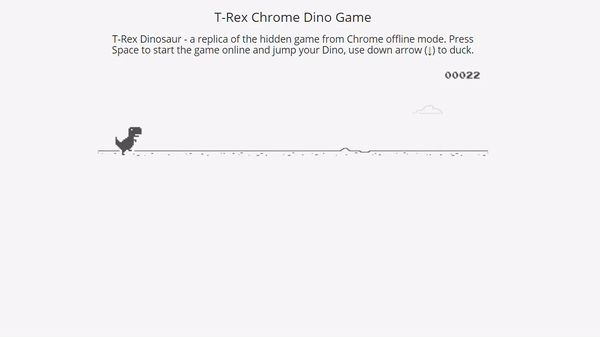 T-Rex Chrome Dino Game
T-Rex Dinosaur - a replica of the hidden game from Chrome offline mode. Press
Space to start the game online and jump your Dino, use down arrow (↓) to duck.
00022